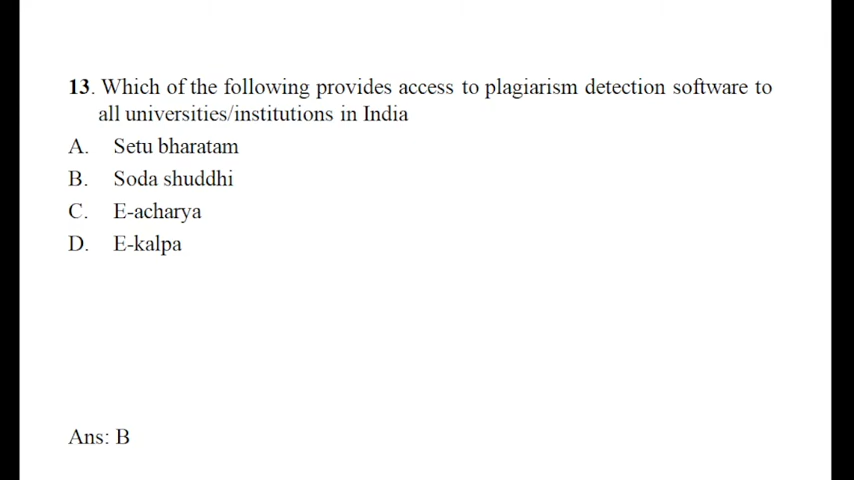 13. Which of the following provides access to plagiarism detection software to
all universities/institutions in India
A. Setu bharatam
B. Soda shuddhi
C. E-acharya
D. E-kalpa
Ans: B